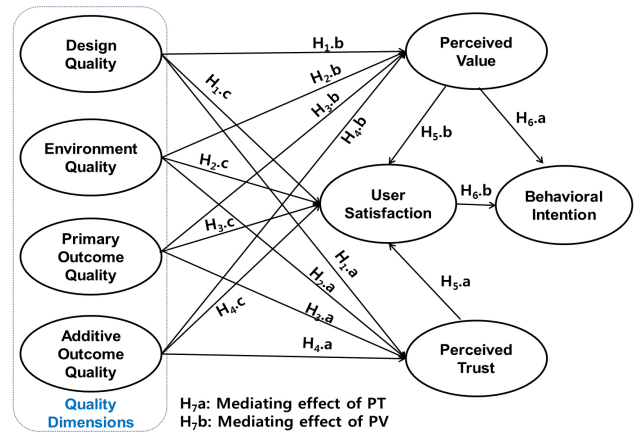 Design
Quality
Environment
Quality
Primary
Outcome
Quality
Additive
Outcome
Quality
Quality
Dimensions
H₁.b
H₁.c
H₂.b
H₃.b
H₄.b
H₂.c
H₃.c
H₄.c
H₁.a
H₂.a
H₃.a
H₄.a
Perceived
Value
H₅.b
H₆.a
User
Satisfaction
H₆.b
Behavioral
Intention
H₅.a
Perceived
Trust
H₇a: Mediating effect of PT
H₇b: Mediating effect of PV